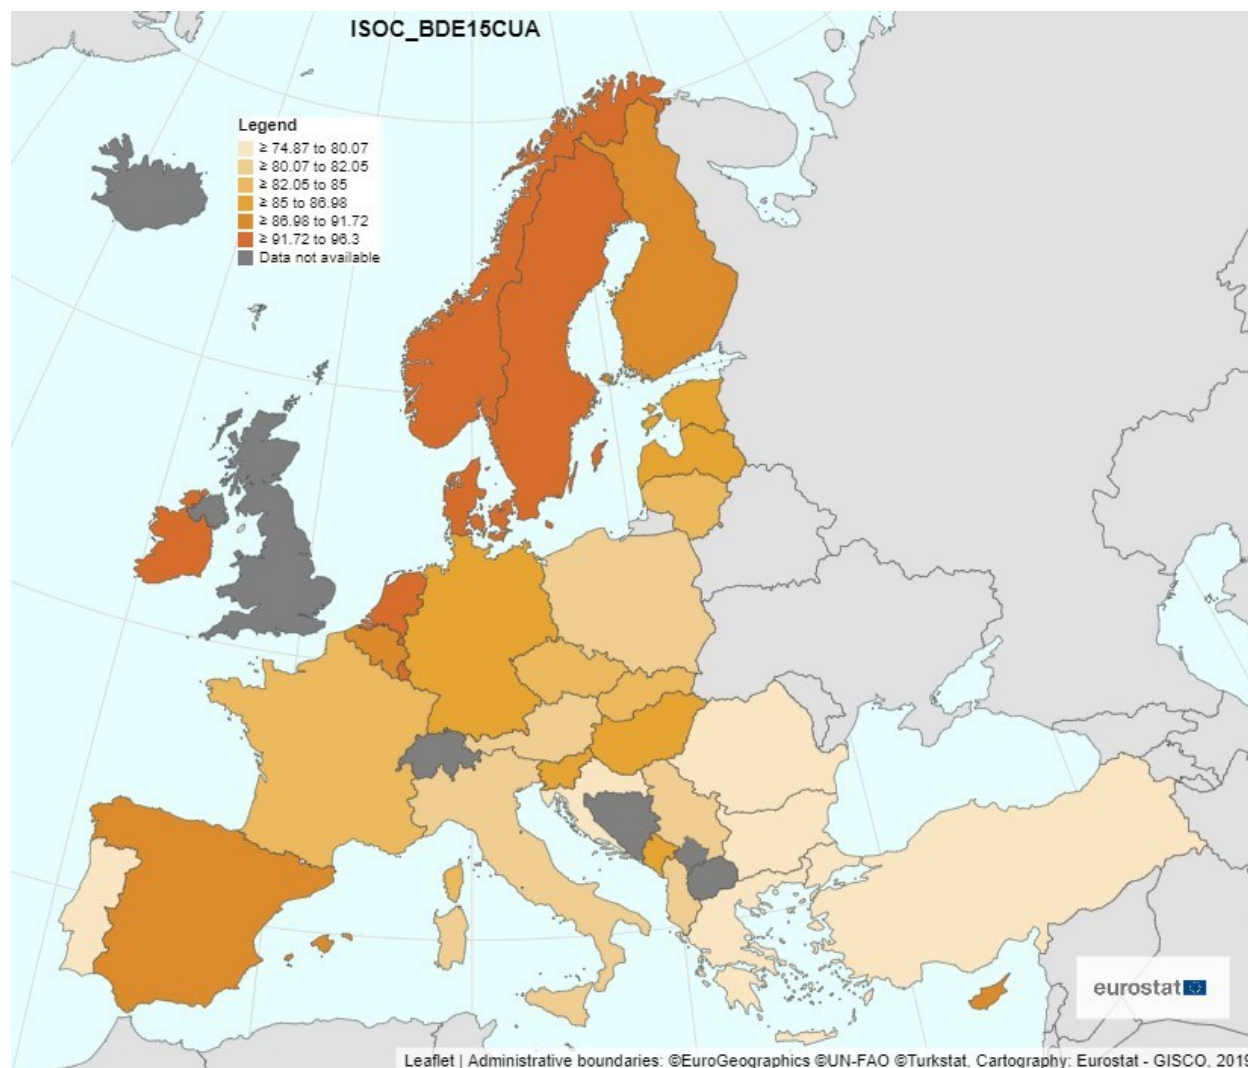 ISOC_BDE15CUA
Legend
≥ 74.87 to 80.07
≥ 80.07 to 82.05
≥ 82.05 to 85
≥ 85 to 86.98
≥ 86.98 to 91.72
≥ 91.72 to 96.3
Data not available
eurostat
Leaflet | Administrative boundaries: ©EuroGeographics ©UN-FAO ©Turkstat, Cartography: Eurostat - GISCO, 2019